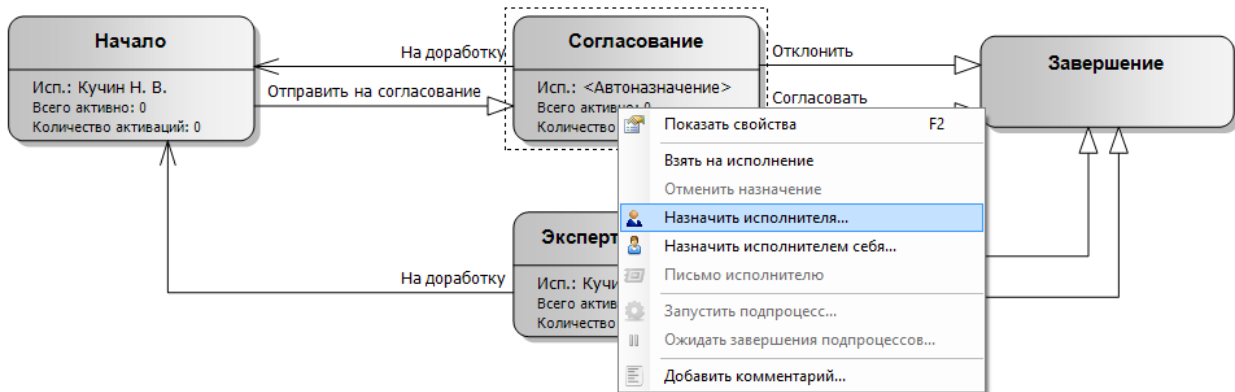 Начало
Исп.: Кучин Н. В.
Всего активно: 0
Количество активаций: 0
На доработку
Отправить на согласование
Согласование
Исп.: <Автоназначение>
Всего активно: 0
Количество
Отклонить
Согласовать
Завершение
Показать свойства F2
Взять на исполнение
Отменить назначение
Назначить исполнителя...
Назначить исполнителем себя...
Письмо исполнителю
Запустить подпроцесс...
Ожидать завершения подпроцессов...
Добавить комментарий...
На доработку
Эксперт
Исп.: Кучи
Всего актив
Количество